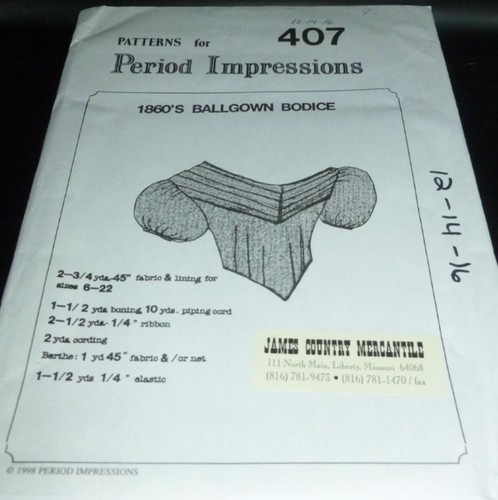 12-14-16
PATTERNS for 407
Period Impressions
1860'S BALLGOWN BODICE
12-14-16
2-3/4 yds. 45" fabric & lining for
sizes 6-22
1-1/2 yds boning 10 yds. piping cord
2-1/2 yds- 1/4" ribbon
2 yds cording
Berthe: 1 yd 45" fabric & /or net
1-1/2 yds 1/4" elastic
JAMES COUNTRY MERCANTILE
111 North Main, Liberty, Missouri 64068
(816) 781-9473 • (816) 781-1470 / fax
© 1998 PERIOD IMPRESSIONS